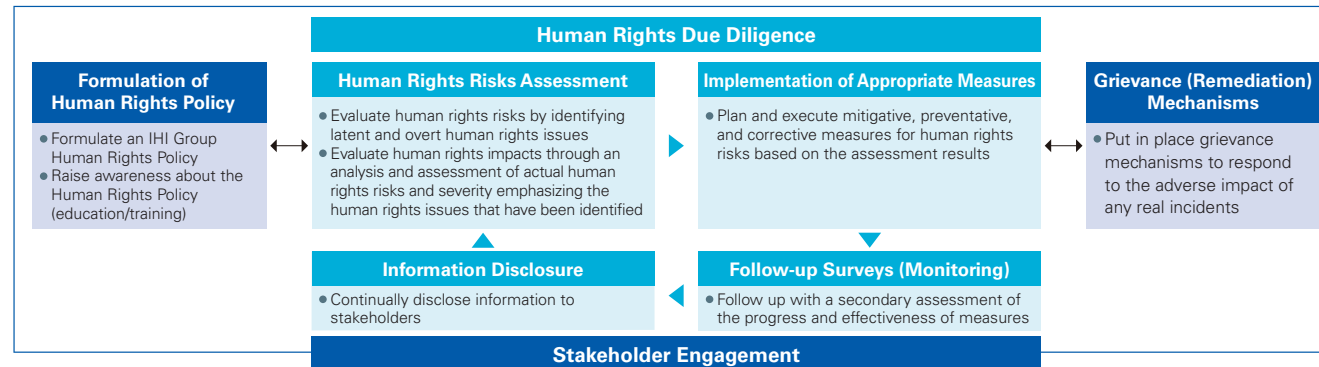 Human Rights Due Diligence
Formulation of
Human Rights Policy
● Formulate an IHI Group
Human Rights Policy
● Raise awareness about the
Human Rights Policy
(education/training)
Human Rights Risks Assessment
● Evaluate human rights risks by identifying
latent and overt human rights issues
● Evaluate human rights impacts through an
analysis and assessment of actual human
rights risks and severity emphasizing the
human rights issues that have been identified
Implementation of Appropriate Measures
● Plan and execute mitigative, preventative,
and corrective measures for human rights
risks based on the assessment results
Grievance (Remediation)
Mechanisms
● Put in place grievance
mechanisms to respond
to the adverse impact of
any real incidents
Information Disclosure
● Continually disclose information to
stakeholders
Follow-up Surveys (Monitoring)
● Follow up with a secondary assessment of
the progress and effectiveness of measures
Stakeholder Engagement